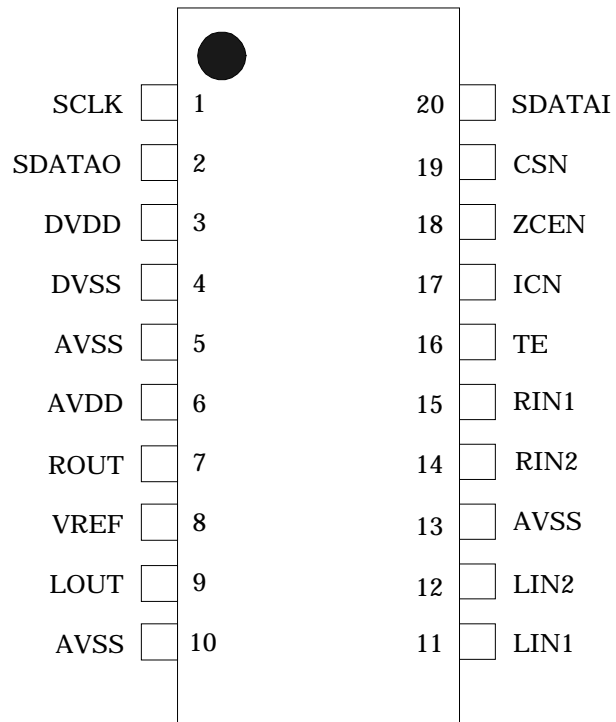 SCLK 1 20 SDATAI
SDATAO 2 19 CSN
DVDD 3 18 ZCEN
DVSS 4 17 ICN
AVSS 5 16 TE
AVDD 6 15 RIN1
ROUT 7 14 RIN2
VREF 8 13 AVSS
LOUT 9 12 LIN2
AVSS 10 11 LIN1